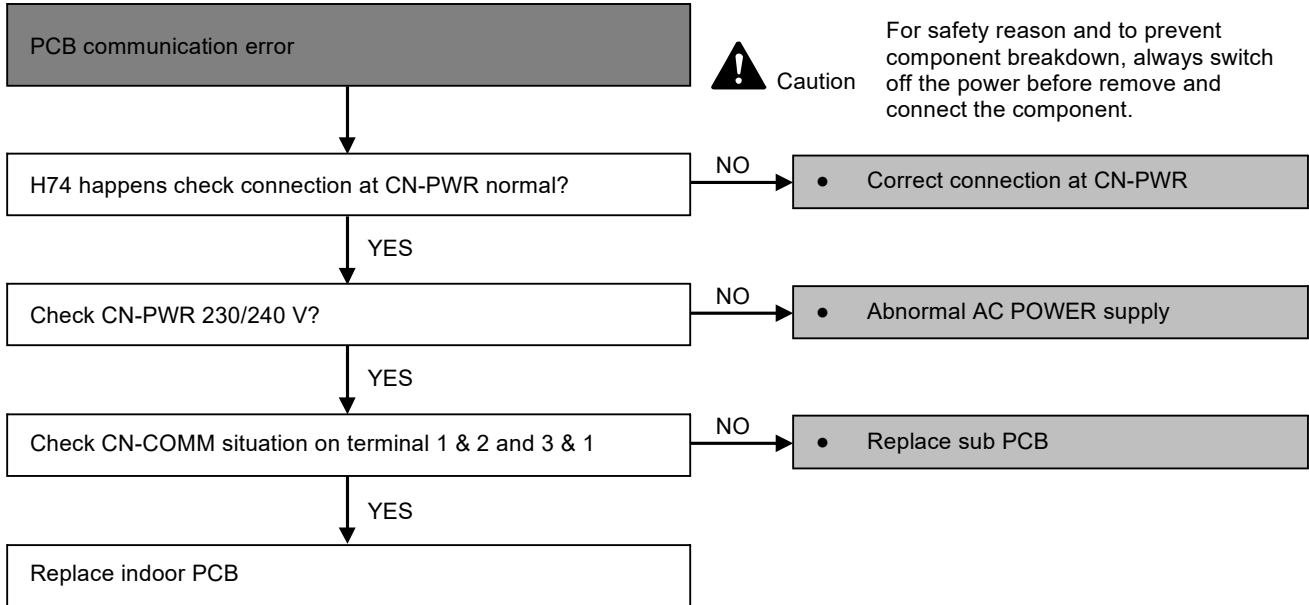 PCB communication error
Caution
For safety reason and to prevent
component breakdown, always switch
off the power before remove and
connect the component.
H74 happens check connection at CN-PWR normal?
NO
● Correct connection at CN-PWR
YES
Check CN-PWR 230/240 V?
NO
● Abnormal AC POWER supply
YES
Check CN-COMM situation on terminal 1 & 2 and 3 & 1
NO
● Replace sub PCB
YES
Replace indoor PCB